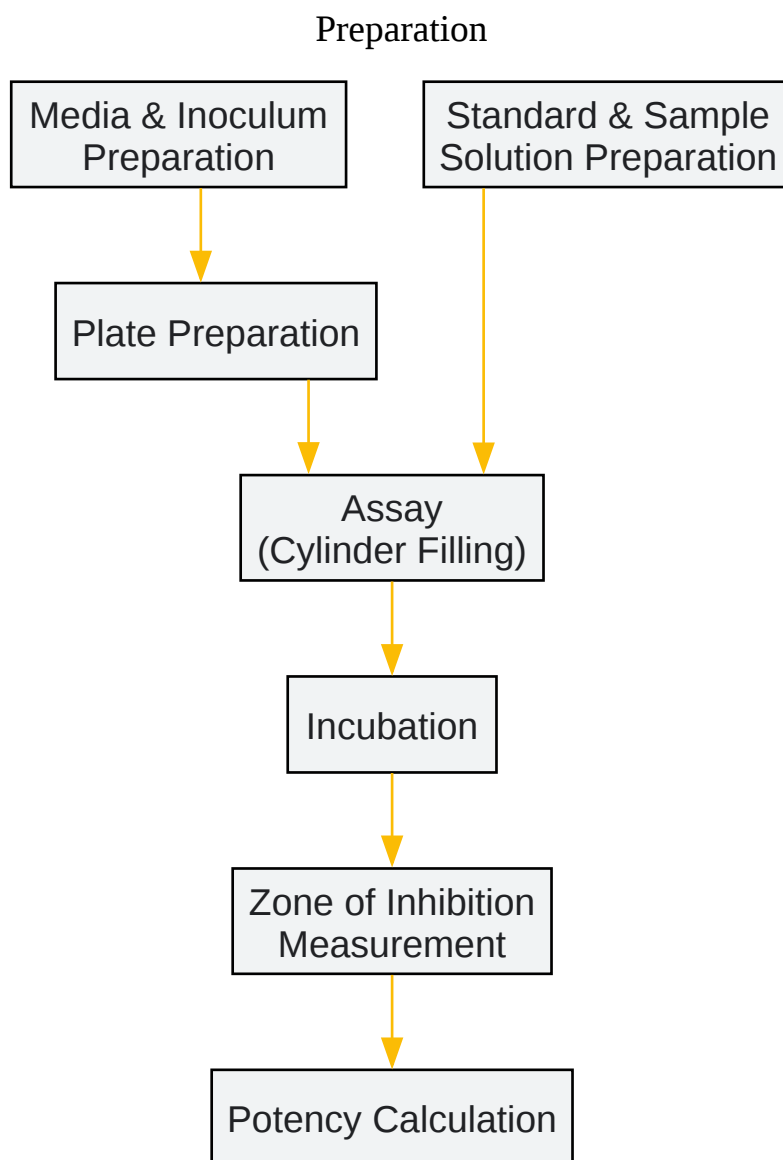 Preparation
Media & Inoculum
Preparation
Standard & Sample
Solution Preparation
Plate Preparation
Assay
(Cylinder Filling)
Incubation
Zone of Inhibition
Measurement
Potency Calculation